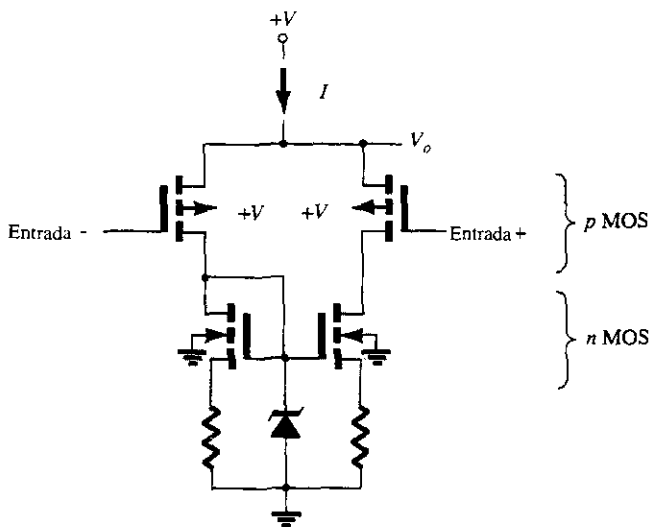 +V
I
V_o
+V
+V
Entrada -
Entrada +
p MOS
n MOS